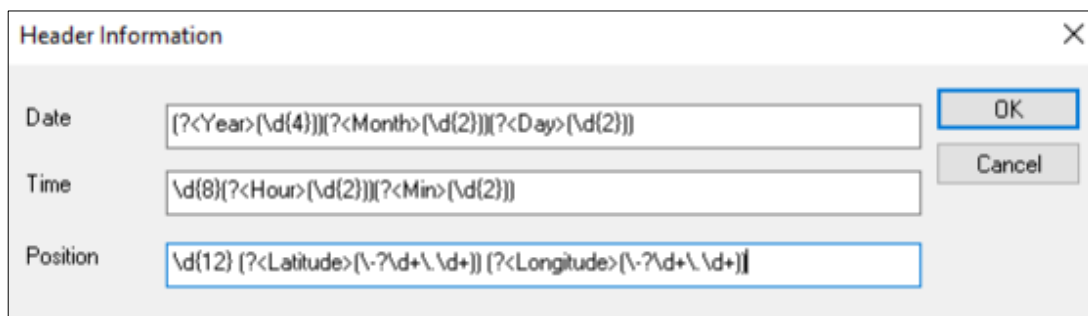 Header Information
Date (?<Year>(\d{4}))(?<Month>(\d{2}))(?<Day>(\d{2})) OK
Cancel
Time \d{8}(?<Hour>(\d{2}))(?<Min>(\d{2}))
Position \d{12} (?<Latitude>(\-?\d+\.\d+)) (?<Longitude>(\-?\d+\.\d+))